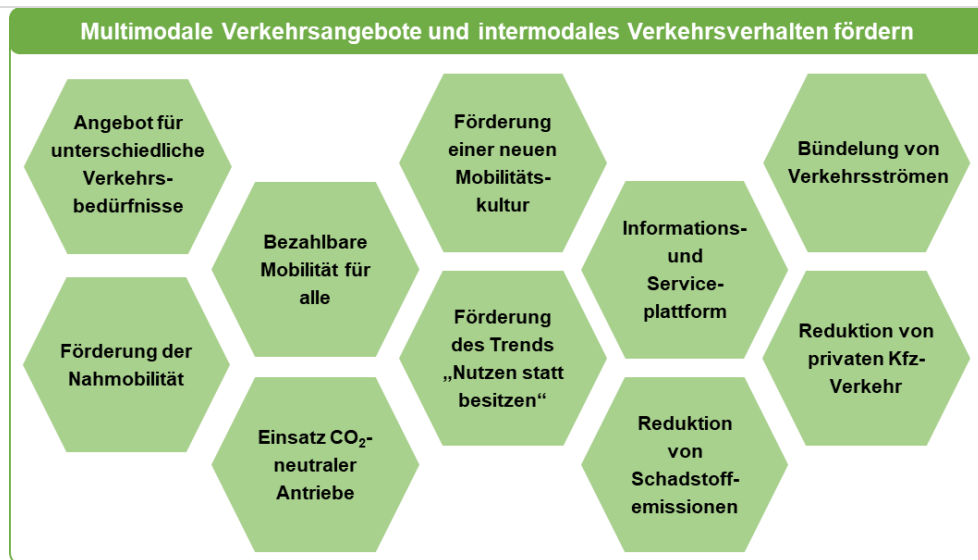 Multimodale Verkehrsangebote und intermodales Verkehrsverhalten fördern
Angebot für
unterschiedliche
Verkehrs-
bedürfnisse
Förderung der
Nahmobilität
Bezahlbare
Mobilität für
alle
Einsatz CO₂-
neutraler
Antriebe
Förderung
einer neuen
Mobilitäts-
kultur
Förderung
des Trends
„Nutzen statt
besitzen“
Informations-
und
Service-
plattform
Reduktion
von
Schadstoff-
emissionen
Bündelung von
Verkehrsströmen
Reduktion von
privaten Kfz-
Verkehr